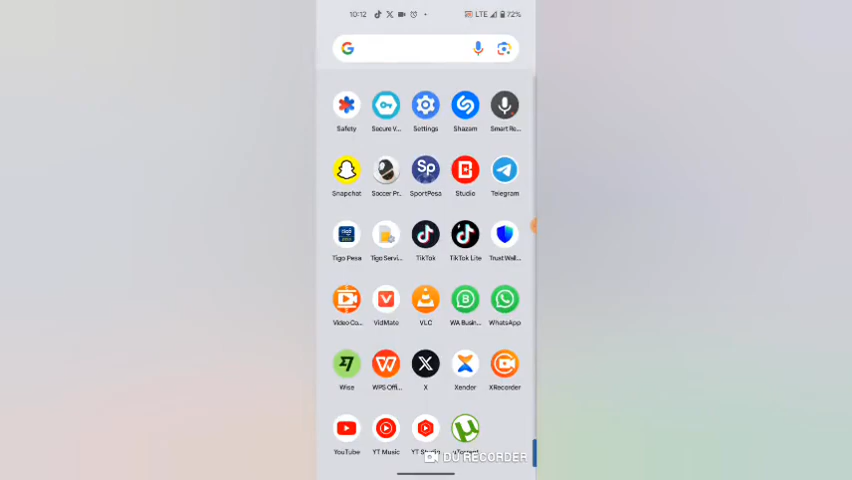 10:12 LTE 72%
Safety Secure V... Settings Shazam Smart Re...
Snapchat Soccer Pr... SportPesa Studio Telegram
Tigo Pesa Tigo Servi... TikTok TikTok Lite Trust Wall...
Video Co... VidMate VLC WA Busin... WhatsApp
Wise WPS Offi... X Xender XRecorder
YouTube YT Music YT
DU RECORDER